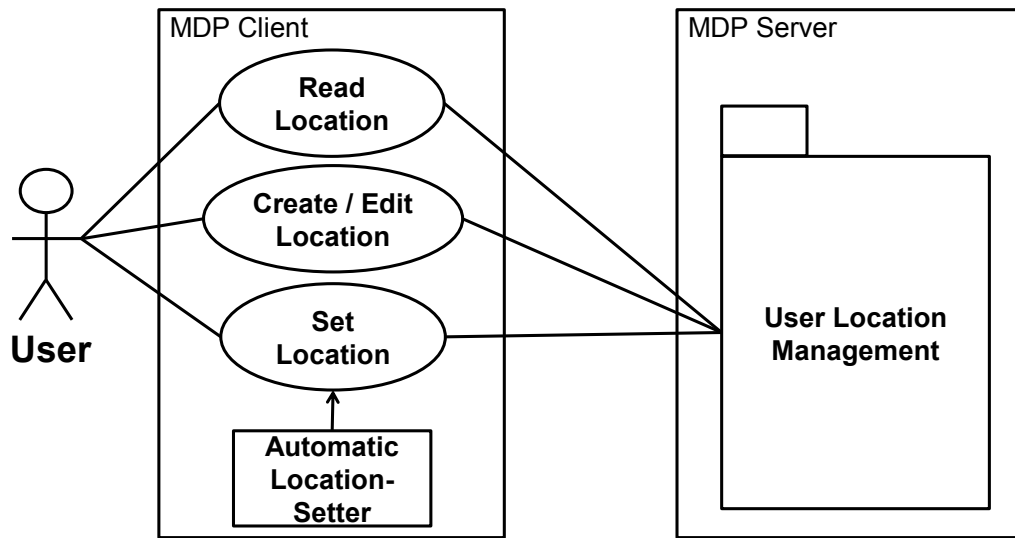 MDP Client
MDP Server
Read
Location
Create / Edit
Location
Set
Location
User
Automatic
Location-
Setter
User Location
Management